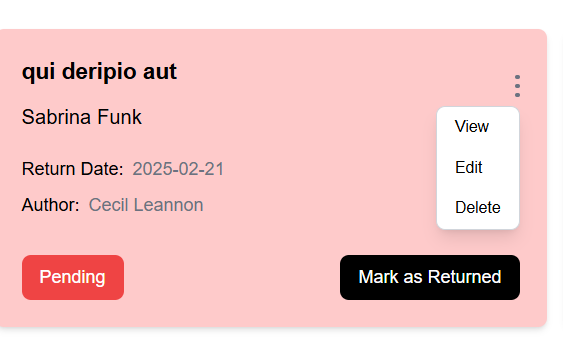 qui deripio aut
Sabrina Funk
View
Return Date: 2025-02-21
Edit
Author: Cecil Leannon
Delete
Pending
Mark as Returned